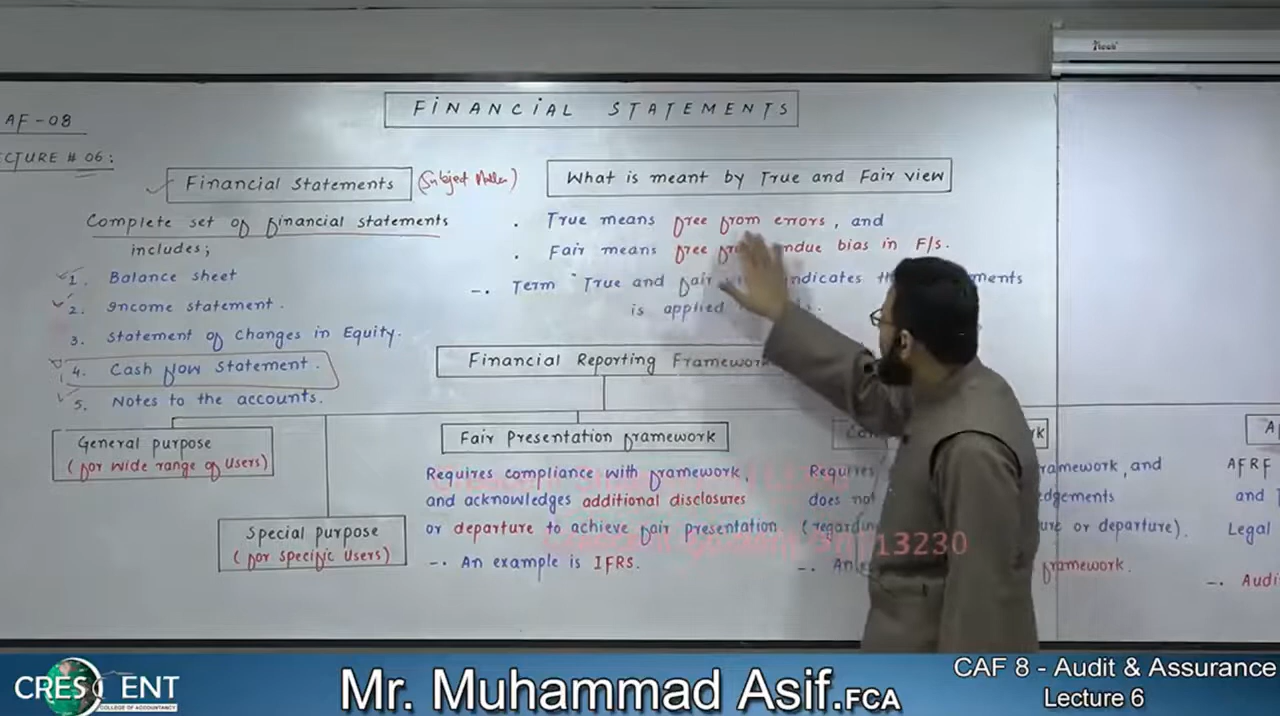 FINANCIAL STATEMENTS
AF-08
ECTURE # 06:
Financial Statements
(Subject Matter)
Complete set of financial statements
includes;
1. Balance sheet
2. Income statement.
3. Statement of Changes in Equity.
4. Cash flow statement.
5. Notes to the accounts.
What is meant by True and Fair view
. True means free from errors, and
. Fair means free undue bias in F/s.
-. Term "True and fair indicates
is applied
Financial Reporting Framework
General purpose
(for wide range of users)
Special purpose
(for specific users)
Fair Presentation framework
Requires compliance with framework
and acknowledges additional disclosures
or departure to achieve fair presentation
-. An example is IFRS.
Requires
ramework, and
does not
edgements
(regarding
ure or departure).
-. An
framework.
A
AFRF
and
Legal
-. Audi
13230
CRESCENT
COLLEGE OF ACCOUNTANCY
Mr. Muhammad Asif.FCA
CAF 8 - Audit & Assurance
Lecture 6